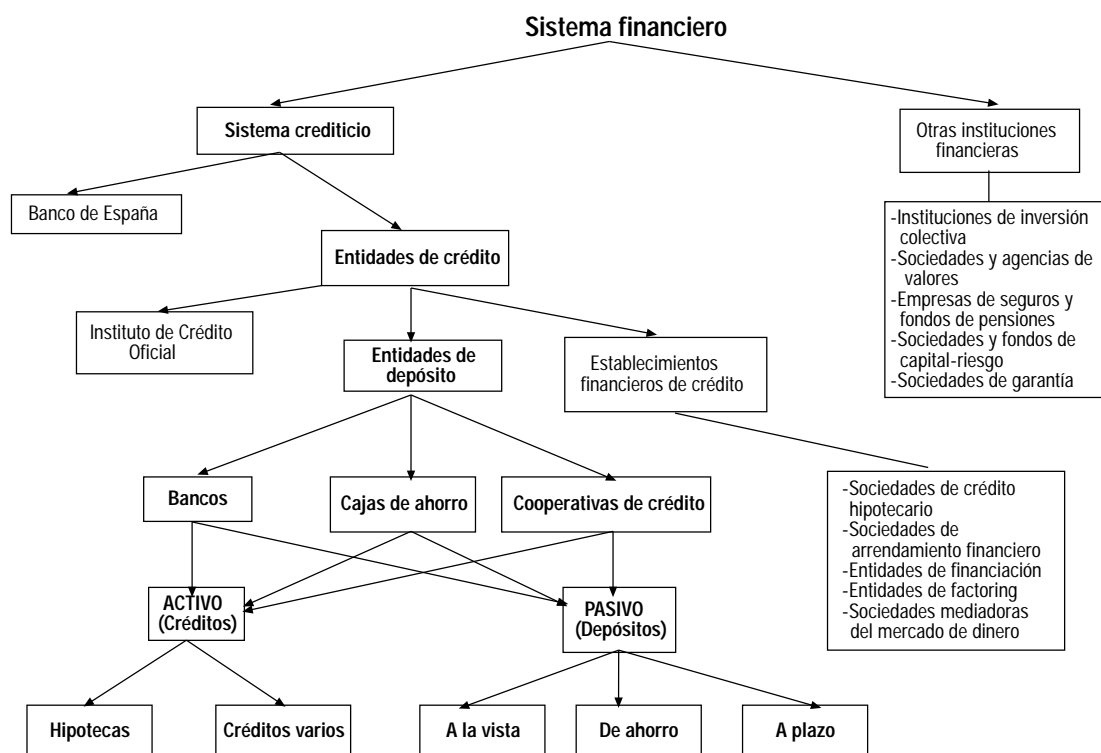 Sistema financiero
Sistema crediticio
Otras instituciones
financieras
Banco de España
-Instituciones de inversión
colectiva
-Sociedades y agencias de
valores
-Empresas de seguros y
fondos de pensiones
-Sociedades y fondos de
capital-riesgo
-Sociedades de garantía
Entidades de crédito
Instituto de Crédito
Oficial
Entidades de
depósito
Establecimientos
financieros de crédito
Bancos
Cajas de ahorro
Cooperativas de crédito
-Sociedades de crédito
hipotecario
-Sociedades de
arrendamiento financiero
-Entidades de financiación
-Entidades de factoring
-Sociedades mediadoras
del mercado de dinero
ACTIVO
(Créditos)
PASIVO
(Depósitos)
Hipotecas
Créditos varios
A la vista
De ahorro
A plazo